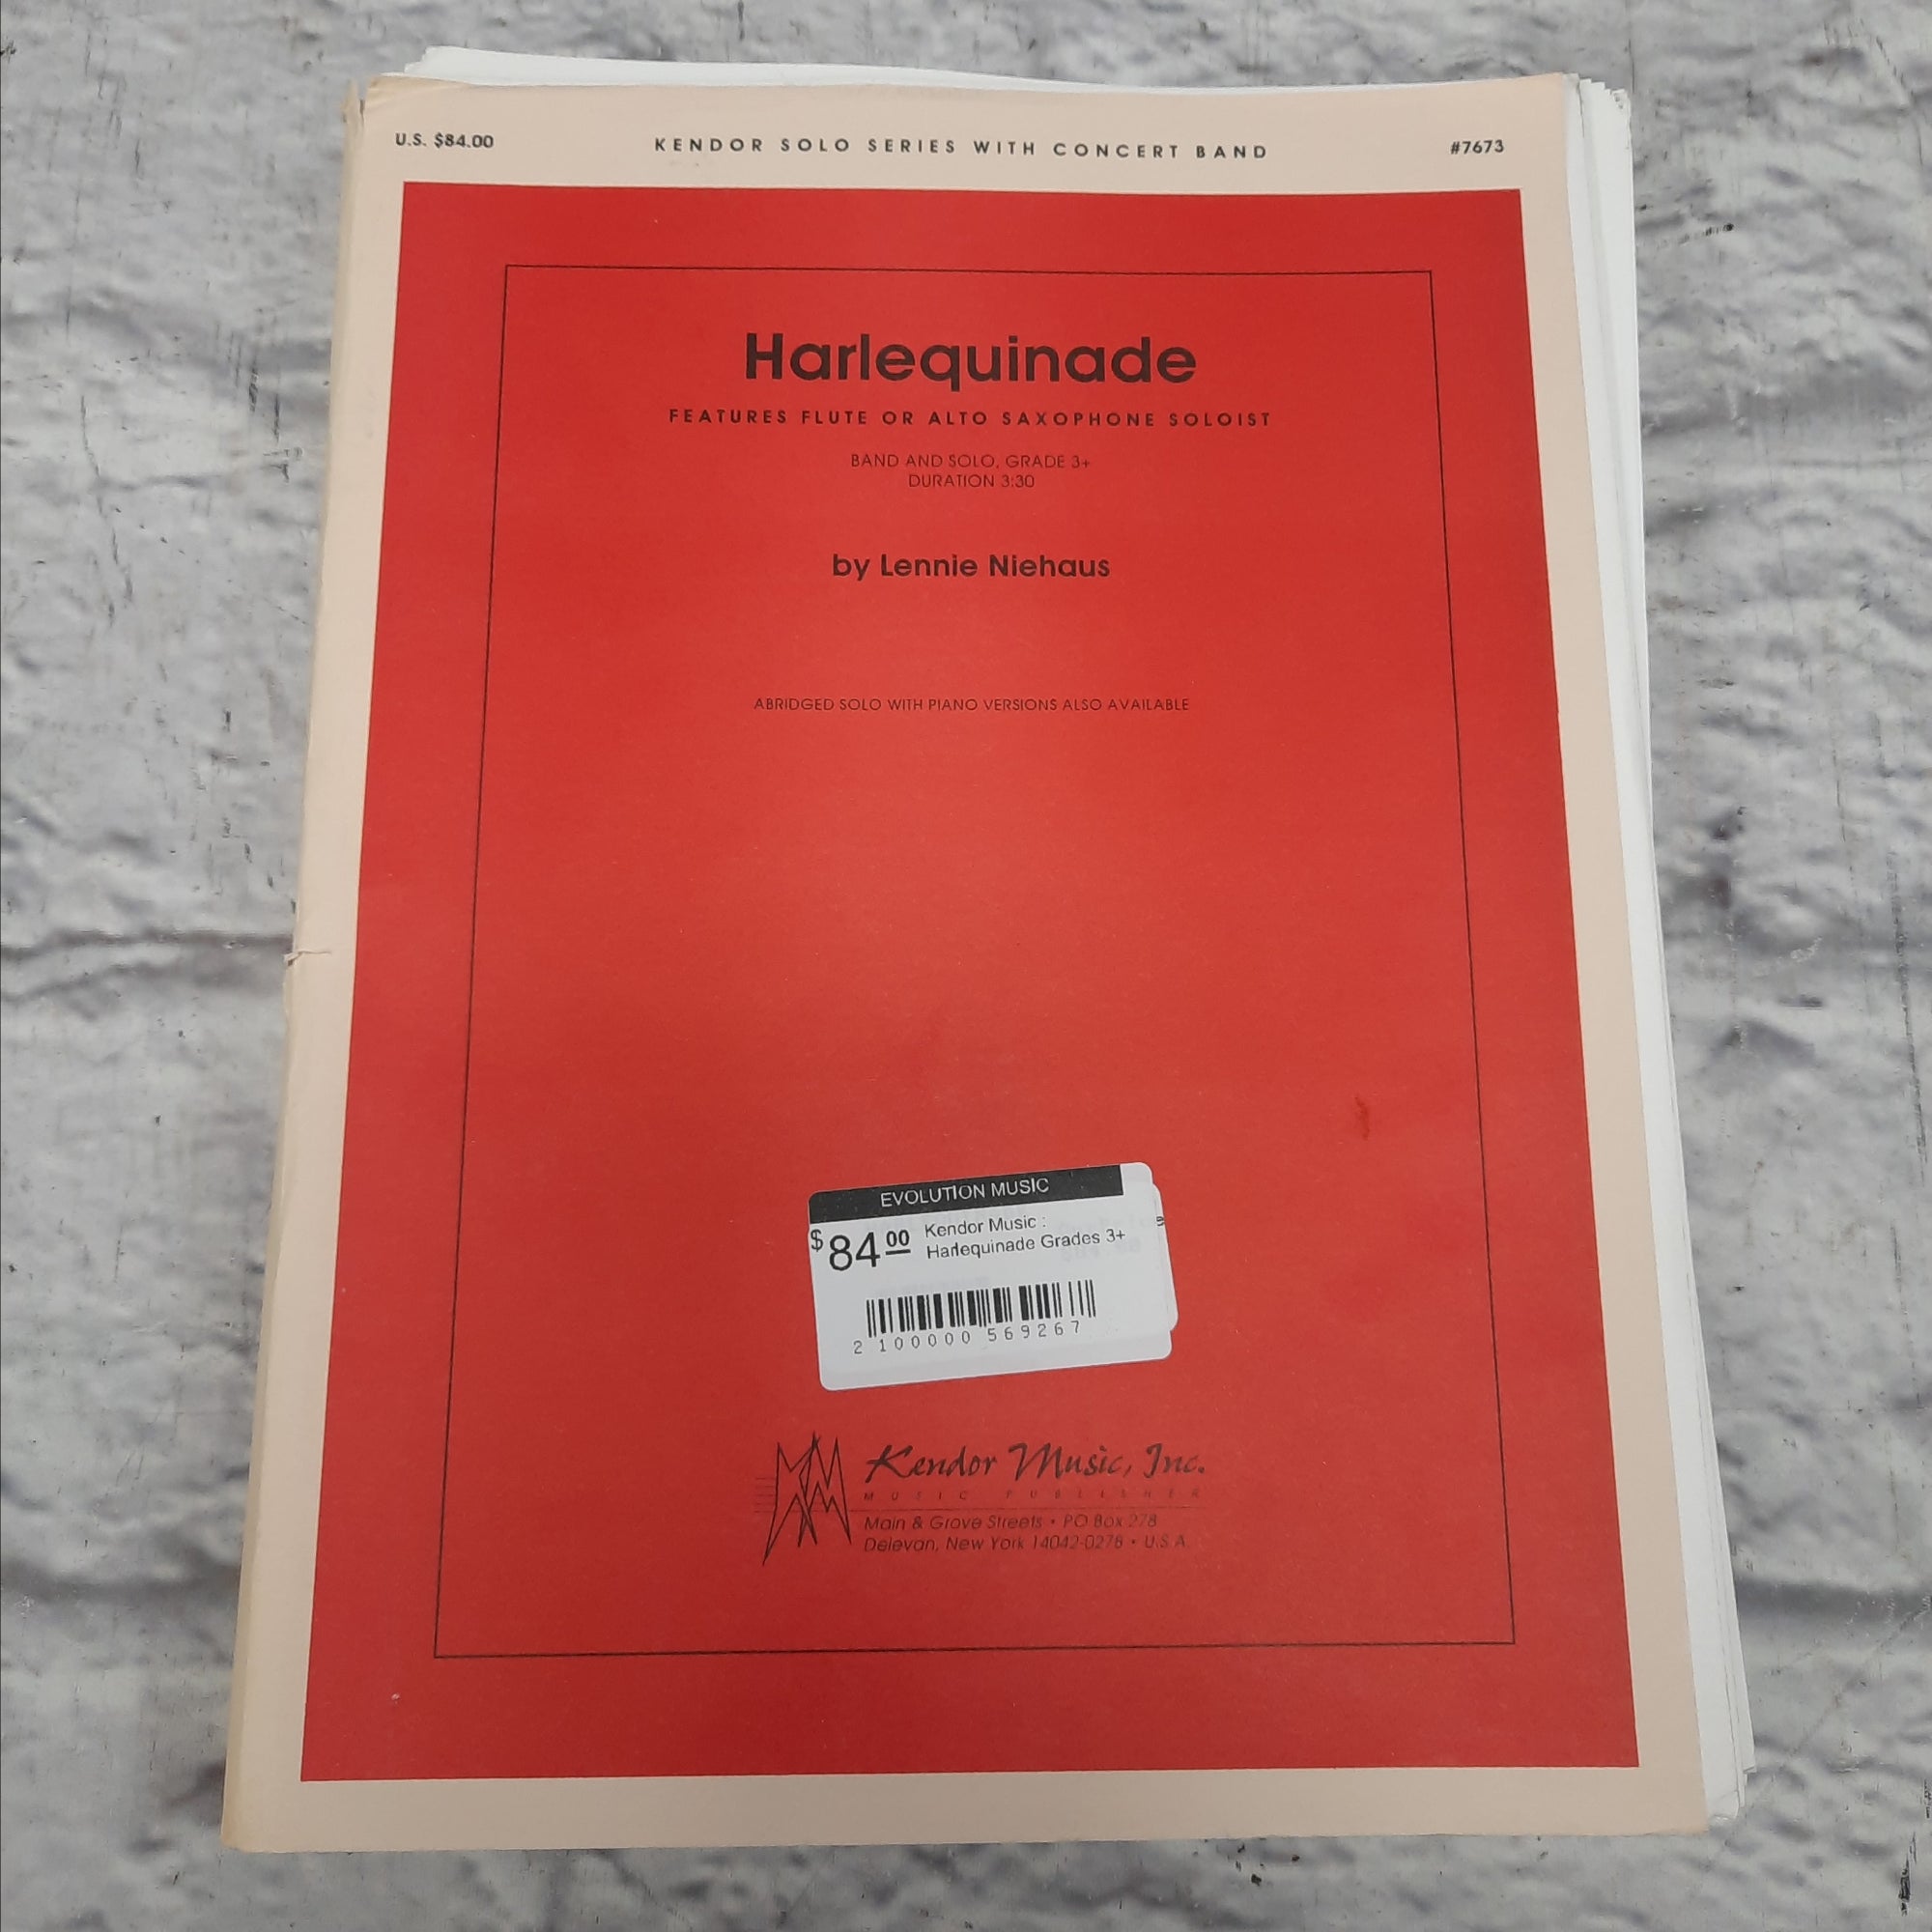 U.S. $84.00 KENDOR SOLO SERIES WITH CONCERT BAND #7673
Harlequinade
FEATURES FLUTE OR ALTO SAXOPHONE SOLOIST
BAND AND SOLO, GRADE 3+
DURATION 3:30
by Lennie Niehaus
ABRIDGED SOLO WITH PIANO VERSIONS ALSO AVAILABLE
EVOLUTION MUSIC
$84.00 Kendor Music :
Harlequinade Grades 3+
2 100000 569267
Kendor Music, Inc.
MUSIC PUBLISHER
Main & Grove Streets • PO Box 278
Delevan, New York 14042-0278 • U.S.A.